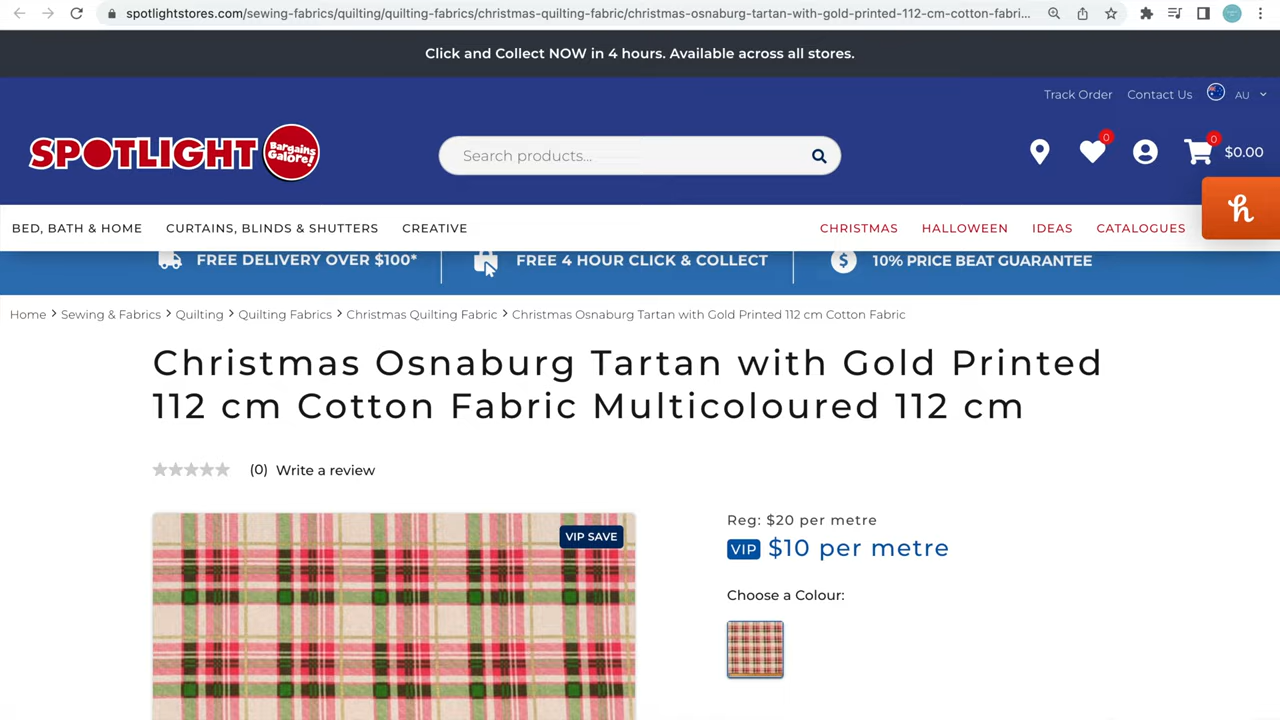 spotlightstores.com/sewing-fabrics/quilting/quilting-fabrics/christmas-quilting-fabric/christmas-osnaburg-tartan-with-gold-printed-112-cm-cotton-fabri...
Click and Collect NOW in 4 hours. Available across all stores.
Track Order Contact Us AU
SPOTLIGHT Bargains Galore!
Search products...
0 0 $0.00
h
BED, BATH & HOME CURTAINS, BLINDS & SHUTTERS CREATIVE CHRISTMAS HALLOWEEN IDEAS CATALOGUES
FREE DELIVERY OVER $100* FREE 4 HOUR CLICK & COLLECT $ 10% PRICE BEAT GUARANTEE
Home > Sewing & Fabrics > Quilting > Quilting Fabrics > Christmas Quilting Fabric > Christmas Osnaburg Tartan with Gold Printed 112 cm Cotton Fabric
Christmas Osnaburg Tartan with Gold Printed
112 cm Cotton Fabric Multicoloured 112 cm
(0) Write a review
VIP SAVE
Reg: $20 per metre
VIP $10 per metre
Choose a Colour: